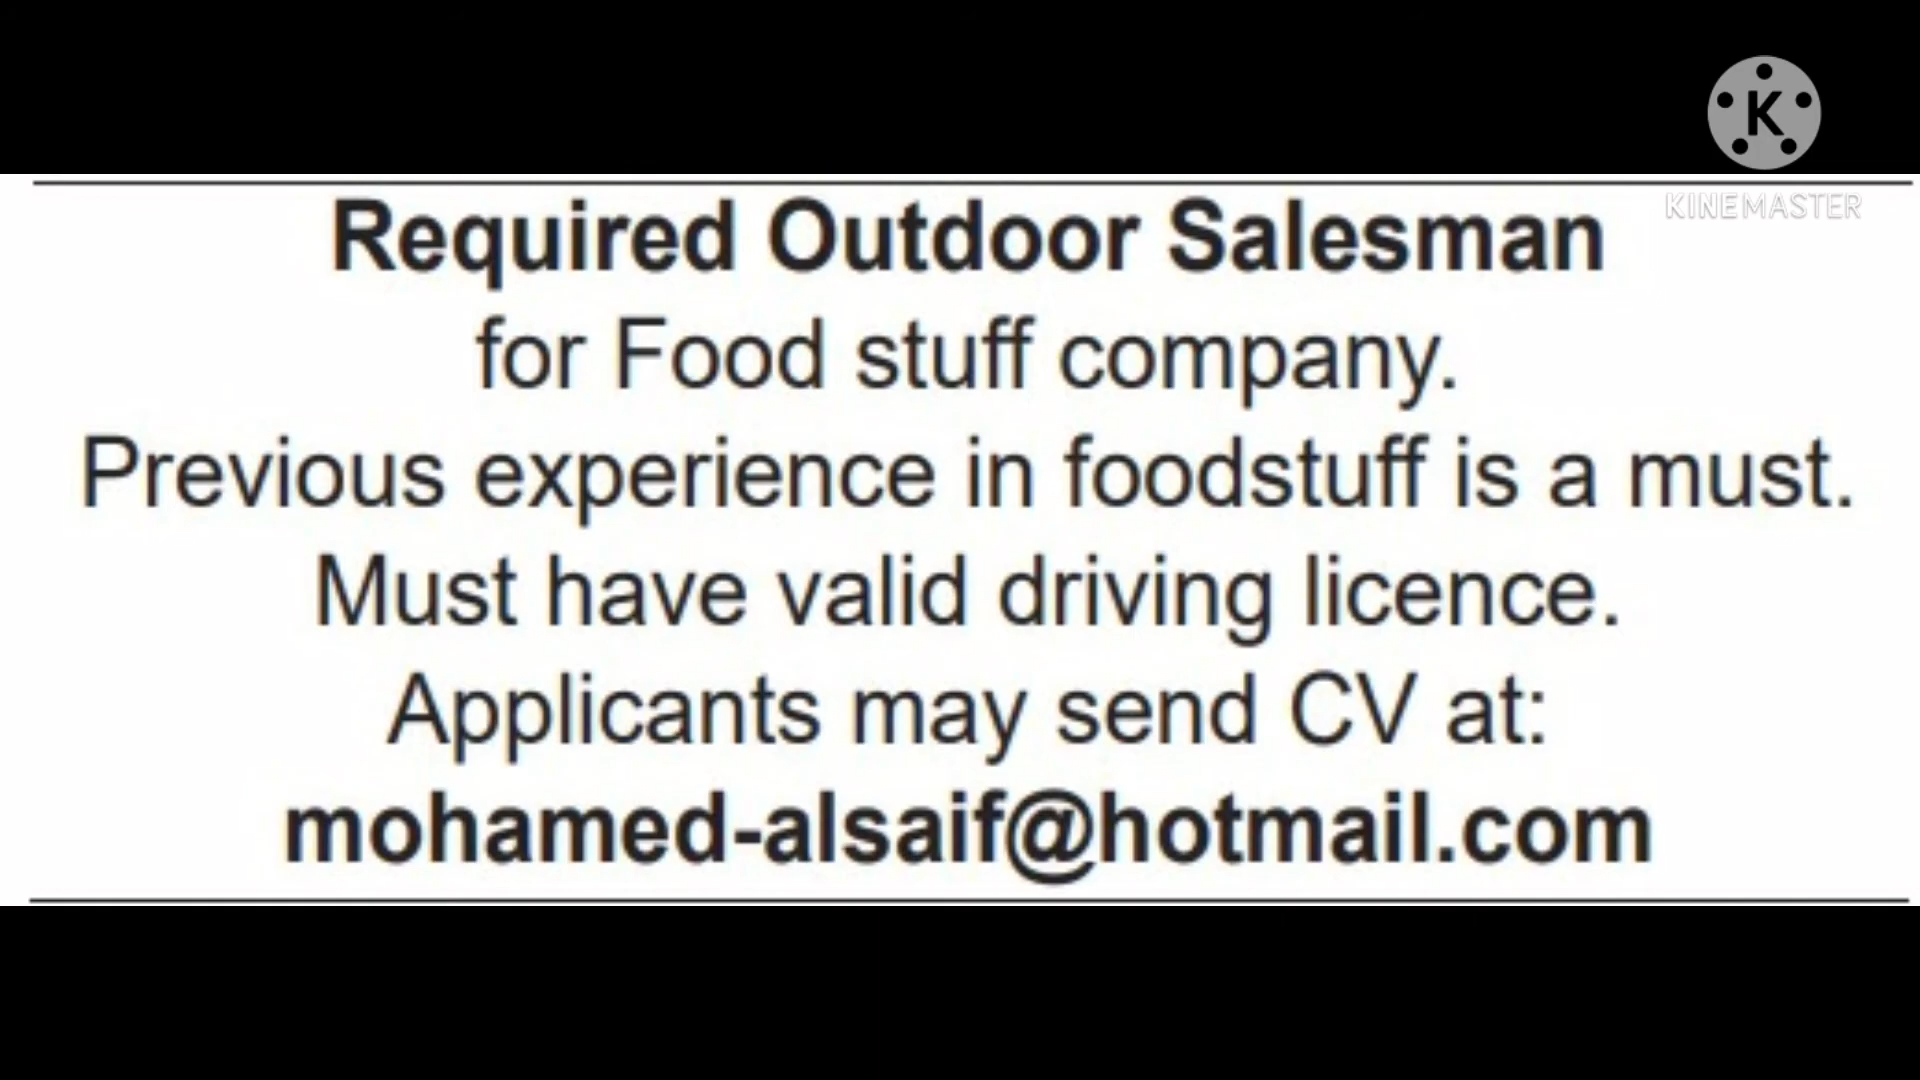 K
KINEMASTER
Required Outdoor Salesman
for Food stuff company.
Previous experience in foodstuff is a must.
Must have valid driving licence.
Applicants may send CV at:
mohamed-alsaif@hotmail.com